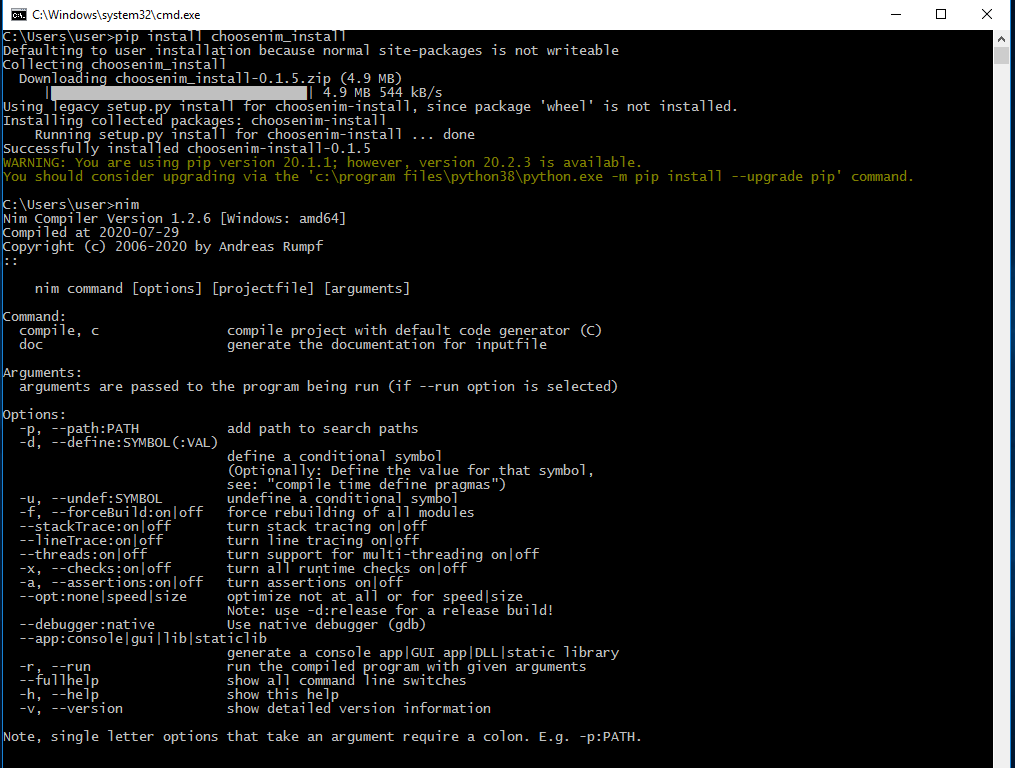 C:\Windows\system32\cmd.exe
C:\Users\user>pip install choosenim_install
Defaulting to user installation because normal site-packages is not writeable
Collecting choosenim_install
  Downloading choosenim_install-0.1.5.zip (4.9 MB)
     |████████████████████████████████| 4.9 MB 544 kB/s
Using legacy setup.py install for choosenim-install, since package 'wheel' is not installed.
Installing collected packages: choosenim-install
    Running setup.py install for choosenim-install ... done
Successfully installed choosenim-install-0.1.5
WARNING: You are using pip version 20.1.1; however, version 20.2.3 is available.
You should consider upgrading via the 'c:\program files\python38\python.exe -m pip install --upgrade pip' command.
C:\Users\user>nim
Nim Compiler Version 1.2.6 [Windows: amd64]
Compiled at 2020-07-29
Copyright (c) 2006-2020 by Andreas Rumpf
::
    nim command [options] [projectfile] [arguments]
Command:
  compile, c                compile project with default code generator (C)
  doc                       generate the documentation for inputfile
Arguments:
  arguments are passed to the program being run (if --run option is selected)
Options:
  -p, --path:PATH           add path to search paths
  -d, --define:SYMBOL(:VAL)
                            define a conditional symbol
                            (Optionally: Define the value for that symbol,
                            see: "compile time define pragmas")
  -u, --undef:SYMBOL        undefine a conditional symbol
  -f, --forceBuild:on|off   force rebuilding of all modules
  --stackTrace:on|off       turn stack tracing on|off
  --lineTrace:on|off        turn line tracing on|off
  --threads:on|off          turn support for multi-threading on|off
  -x, --checks:on|off       turn all runtime checks on|off
  -a, --assertions:on|off   turn assertions on|off
  --opt:none|speed|size     optimize not at all or for speed|size
                            Note: use -d:release for a release build!
  --debugger:native         Use native debugger (gdb)
  --app:console|gui|lib|staticlib
                            generate a console app|GUI app|DLL|static library
  -r, --run                 run the compiled program with given arguments
  --fullhelp                show all command line switches
  -h, --help                show this help
  -v, --version             show detailed version information
Note, single letter options that take an argument require a colon. E.g. -p:PATH.